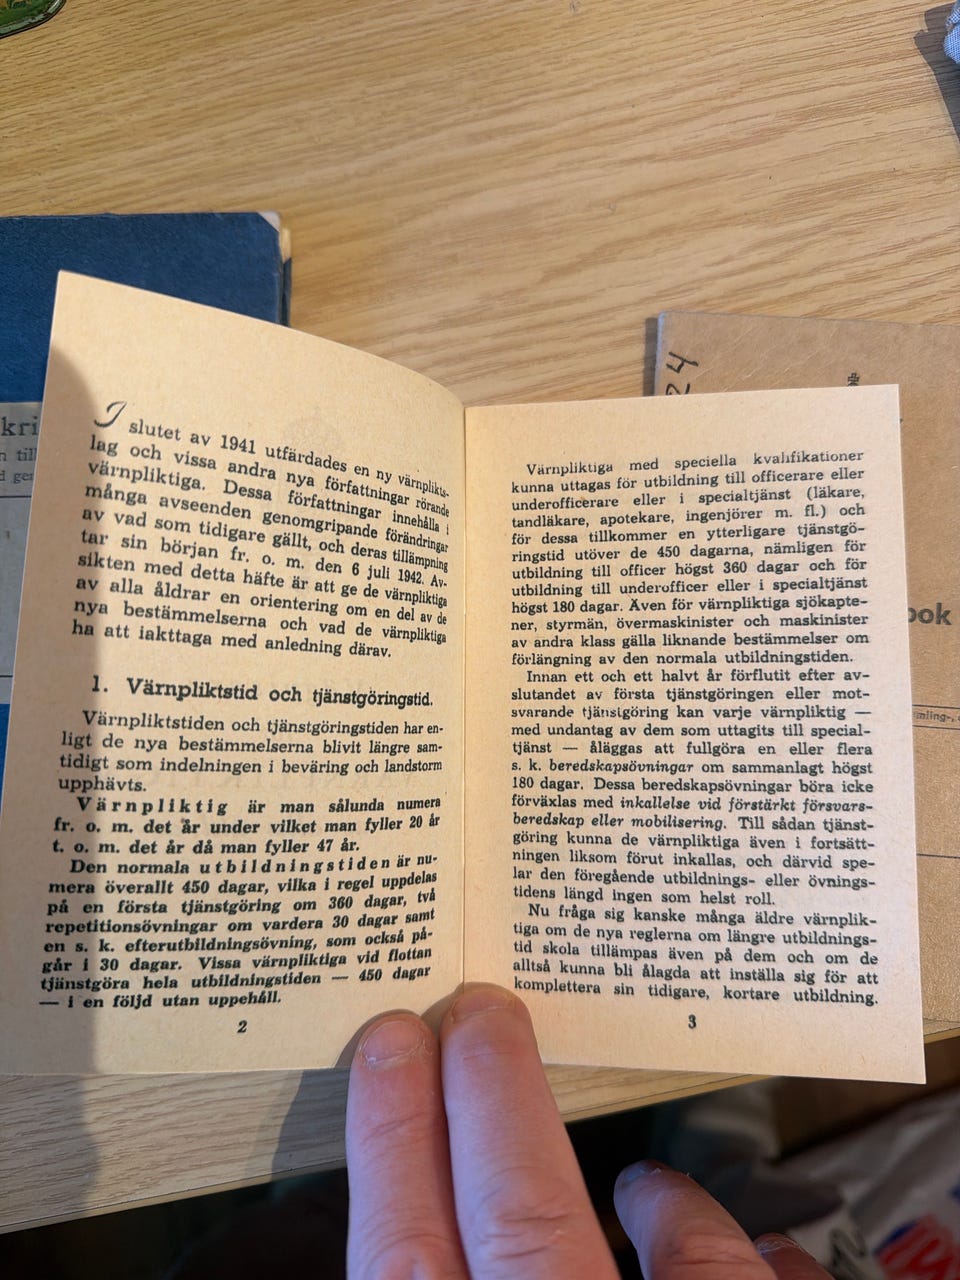 I slutet av 1941 utfärdades en ny värnplikts-
lag och vissa andra nya författningar rörande
värnpliktiga. Dessa författningar innehålla i
många avseenden genomgripande förändringar
av vad som tidigare gällt, och deras tillämpning
tar sin början fr. o. m. den 6 juli 1942. Av-
sikten med detta häfte är att ge de värnpliktiga
av alla åldrar en orientering om en del av de
nya bestämmelserna och vad de värnpliktiga
ha att iakttaga med anledning därav.
1. Värnpliktstid och tjänstgöringstid.
Värnpliktstiden och tjänstgöringstiden har en-
ligt de nya bestämmelserna blivit längre sam-
tidigt som indelningen i beväring och landstorm
upphävts.
Värnpliktig är man sålunda numera
fr. o. m. det år under vilket man fyller 20 år
t. o. m. det år då man fyller 47 år.
Den normala utbildningstiden är nu-
mera överallt 450 dagar, vilka i regel uppdelas
på en första tjänstgöring om 360 dagar, två
repetitionsövningar om vardera 30 dagar samt
en s. k. efterutbildningsövning, som också på-
går i 30 dagar. Vissa värnpliktiga vid flottan
tjänstgöra hela utbildningstiden — 450 dagar
— i en följd utan uppehåll.
2
Värnpliktiga med speciella kvalifikationer
kunna uttagas för utbildning till officerare eller
underofficerare eller i specialtjänst (läkare,
tandläkare, apotekare, ingenjörer m. fl.) och
för dessa tillkommer en ytterligare tjänstgö-
ringstid utöver de 450 dagarna, nämligen för
utbildning till officer högst 360 dagar och för
utbildning till underofficer eller i specialtjänst
högst 180 dagar. Även för värnpliktiga sjökapte-
ner, styrmän, övermaskinister och maskinister
av andra klass gälla liknande bestämmelser om
förlängning av den normala utbildningstiden.
Innan ett och ett halvt år förflutit efter av-
slutandet av första tjänstgöringen eller mot-
svarande tjänstgöring kan varje värnpliktig —
med undantag av dem som uttagits till special-
tjänst — åläggas att fullgöra en eller flera
s. k. beredskapsövningar om sammanlagt högst
180 dagar. Dessa beredskapsövningar böra icke
förväxlas med inkallelse vid förstärkt försvars-
beredskap eller mobilisering. Till sådan tjänst-
göring kunna de värnpliktiga även i fortsätt-
ningen liksom förut inkallas, och därvid spe-
lar den föregående utbildnings- eller övnings-
tidens längd ingen som helst roll.
Nu fråga sig kanske många äldre värnplik-
tiga om de nya reglerna om längre utbildnings-
tid skola tillämpas även på dem och om de
alltså kunna bli ålagda att inställa sig för att
komplettera sin tidigare, kortare utbildning.
3
kri
n till
d ge
24
ook
mling-,